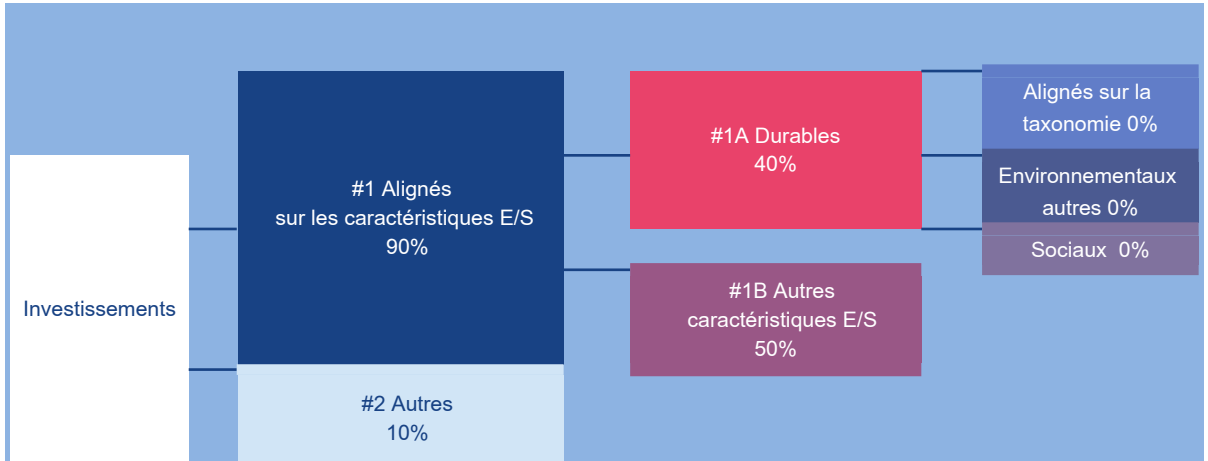 Investissements
#1 Alignés
sur les caractéristiques E/S
90%
#2 Autres
10%
#1A Durables
40%
#1B Autres
caractéristiques E/S
50%
Alignés sur la
taxonomie 0%
Environnementaux
autres 0%
Sociaux 0%